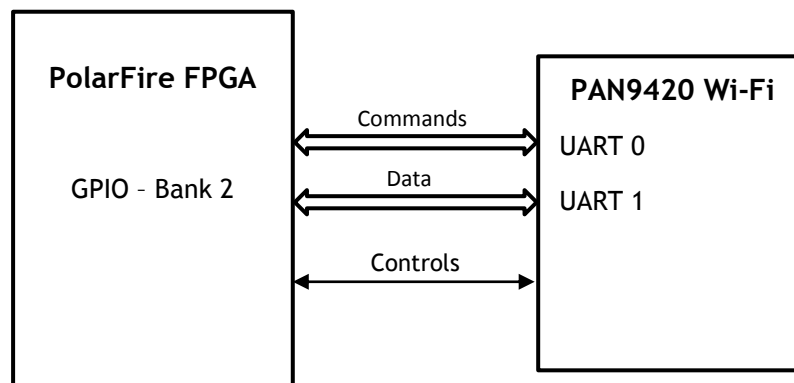 PolarFire FPGA
GPIO – Bank 2
Commands
Data
Controls
PAN9420 Wi-Fi
UART 0
UART 1